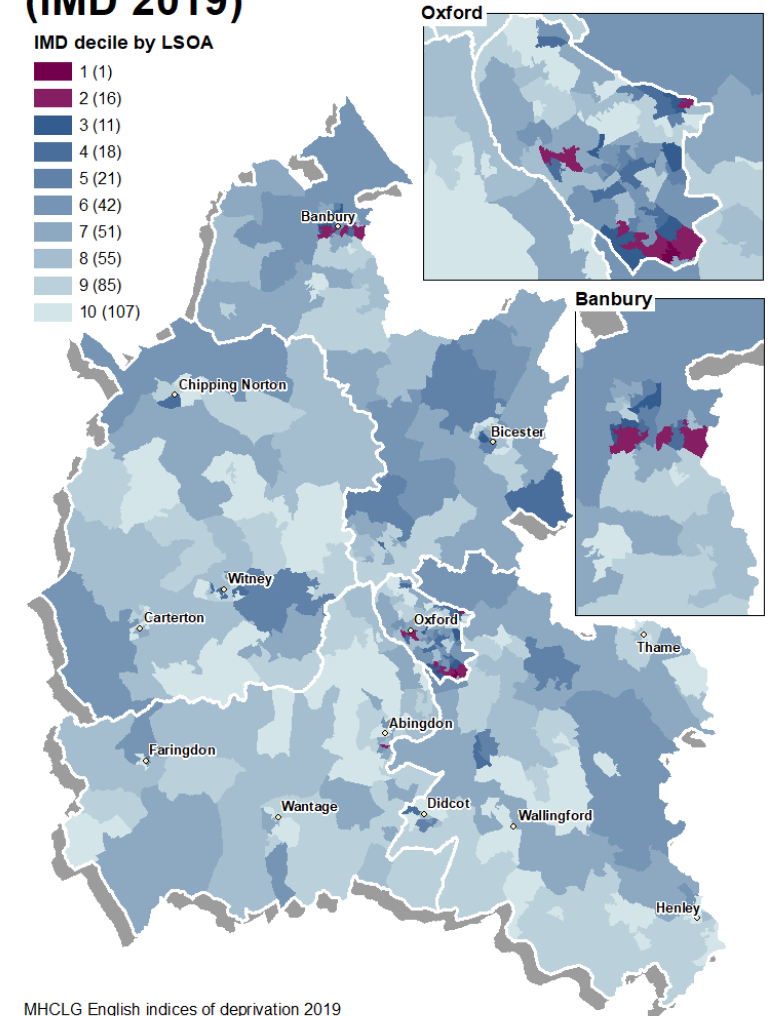 (IMD 2019)
IMD decile by LSOA
1 (1)
2 (16)
3 (11)
4 (18)
5 (21)
6 (42)
7 (51)
8 (55)
9 (85)
10 (107)
Oxford
Banbury
Banbury
Chipping Norton
Bicester
Witney
Carterton
Oxford
Thame
Abingdon
Faringdon
Wantage
Didcot
Wallingford
Henley
MHCLG English indices of deprivation 2019